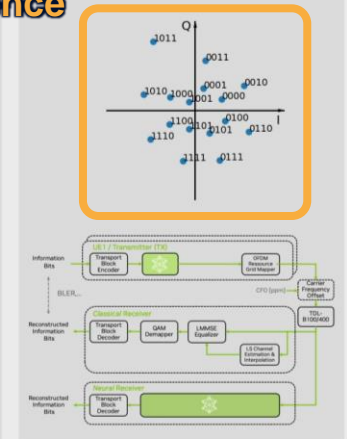 nce
Q
1011
0011
0001
0010
1010
1000
1001
0000
I
1100
0100
1101
0101
0110
1110
1111
0111
UE1 / Transmitter (TX)
Information
Bits
Transport
Block
Encoder
OFDM
Resource
Grid Mapper
CFO [ppm]
Carrier
Frequency
Offset
BLER,...
TDL-
B100/400
Classical Receiver
Reconstructed
Information
Bits
Transport
Block
Decoder
QAM
Demapper
LMMSE
Equalizer
LS Channel
Estimation &
Interpolation
Neural Receiver
Reconstructed
Information
Bits
Transport
Block
Decoder